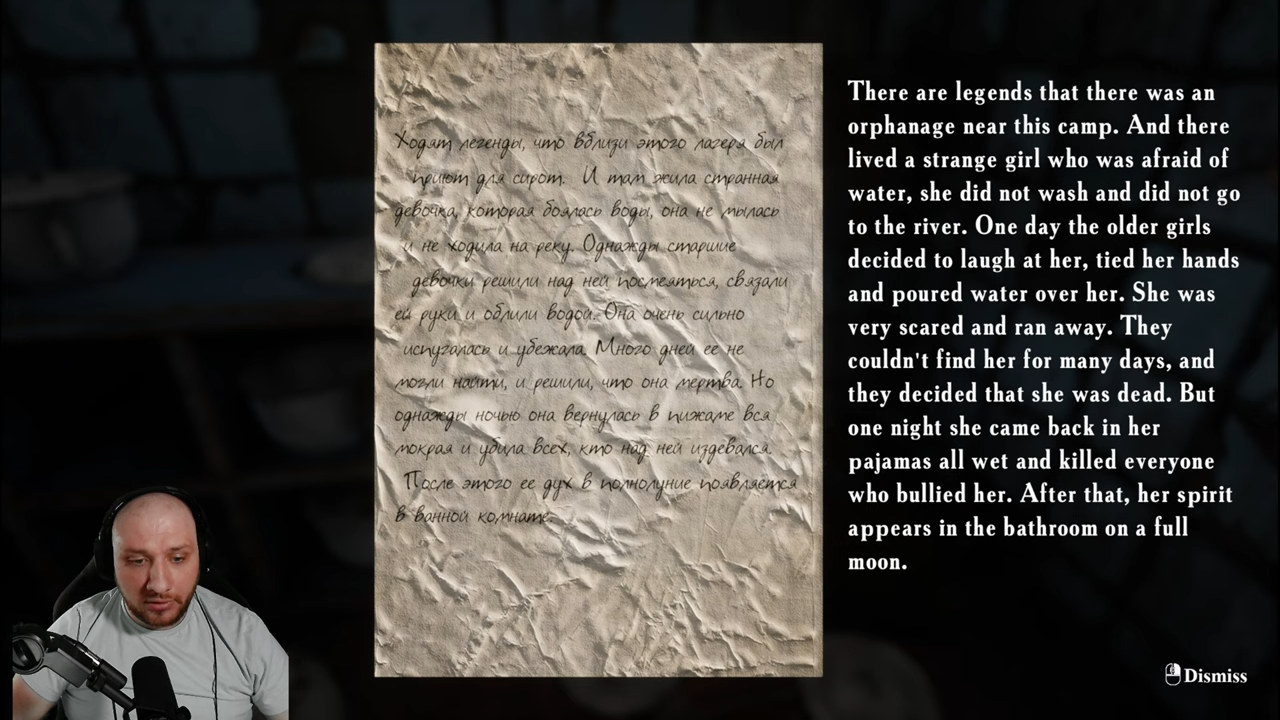 Ходят легенды, что вблизи этого лагеря был
приют для сирот. И там жила странная
девочка, которая боялась воды, она не мылась
и не ходила на реку. Однажды старшие
девочки решили над ней посмеяться, связали
ей руки и облили водой. Она очень сильно
испугалась и убежала. Много дней ее не
могли найти, и решили, что она мертва. Но
однажды ночью она вернулась в пижаме вся
мокрая и убила всех, кто над ней издевался.
После этого ее дух в полнолуние появляется
в ванной комнате.
There are legends that there was an
orphanage near this camp. And there
lived a strange girl who was afraid of
water, she did not wash and did not go
to the river. One day the older girls
decided to laugh at her, tied her hands
and poured water over her. She was
very scared and ran away. They
couldn't find her for many days, and
they decided that she was dead. But
one night she came back in her
pajamas all wet and killed everyone
who bullied her. After that, her spirit
appears in the bathroom on a full
moon.
Dismiss